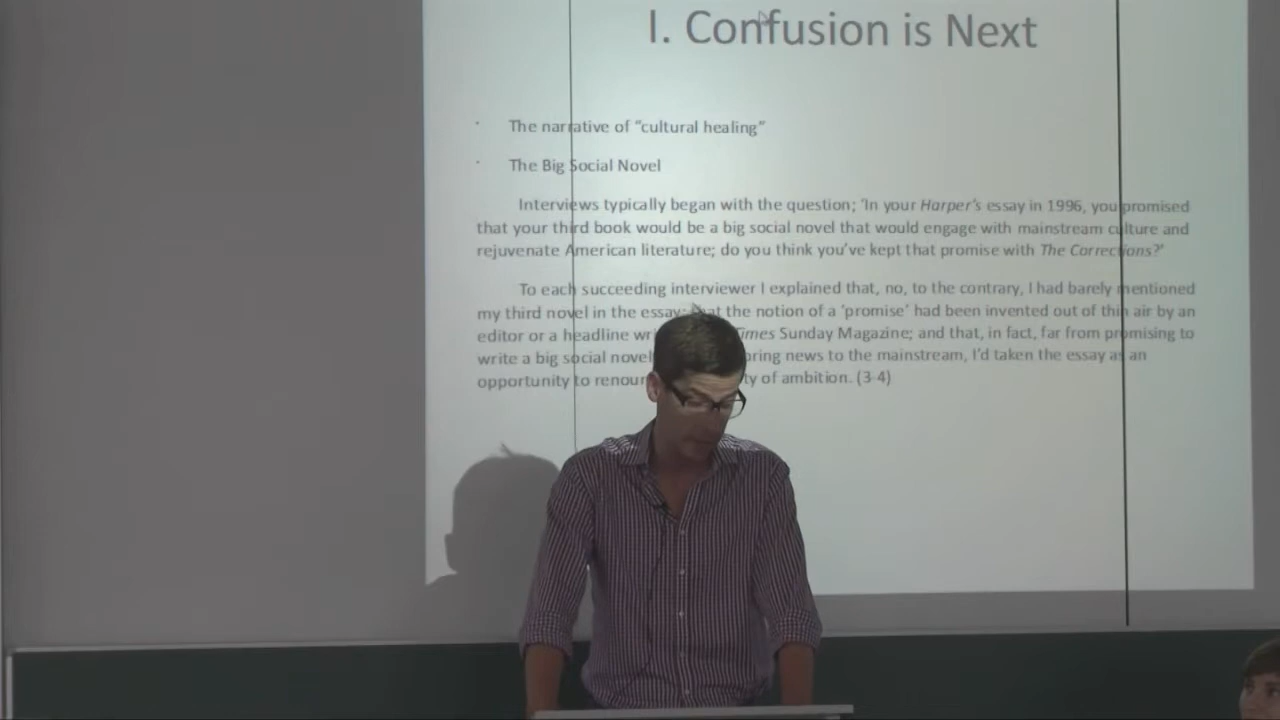 I. Confusion is Next
· The narrative of “cultural healing”
· The Big Social Novel
Interviews typically began with the question; ‘In your Harper’s essay in 1996, you promised
that your third book would be a big social novel that would engage with mainstream culture and
rejuvenate American literature; do you think you’ve kept that promise with The Corrections?’
To each succeeding interviewer I explained that, no, to the contrary, I had barely mentioned
my third novel in the essay; the notion of a ‘promise’ had been invented out of thin air by an
editor or a headline Times Sunday Magazine; and that, in fact, far from promising to
write a big social novel bring news to the mainstream, I’d taken the essay as an
opportunity to of ambition. (3-4)